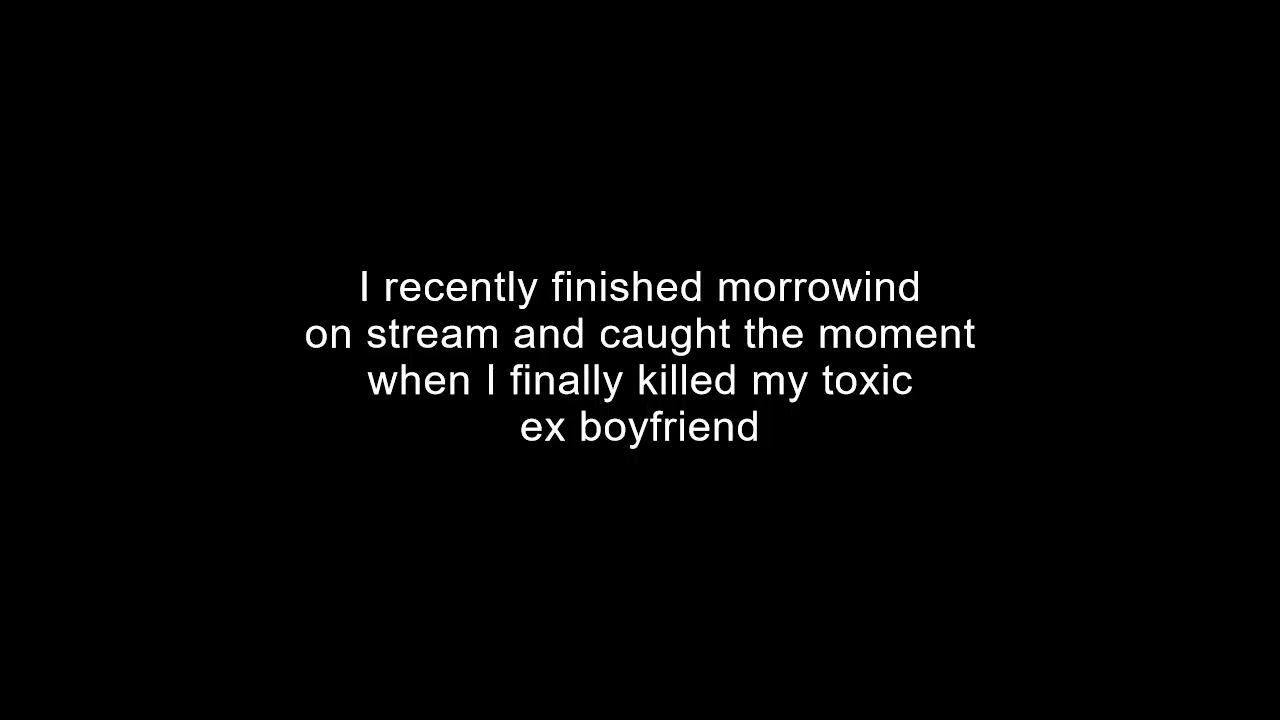 I recently finished morrowind
on stream and caught the moment
when I finally killed my toxic
ex boyfriend